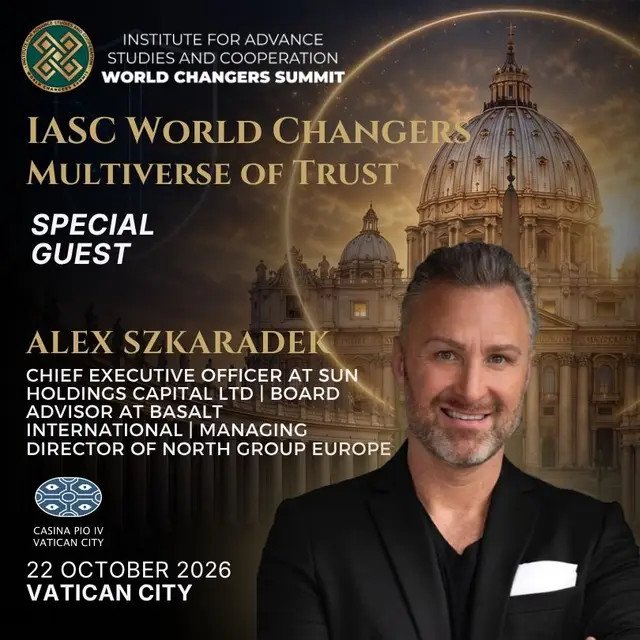 INSTITUTE FOR ADVANCE
STUDIES AND COOPERATION
WORLD CHANGERS SUMMIT
IASC WORLD CHANGERS
MULTIVERSE OF TRUST
SPECIAL
GUEST
ALEX SZKARADEK
CHIEF EXECUTIVE OFFICER AT SUN
HOLDINGS CAPITAL LTD | BOARD
ADVISOR AT BASALT
INTERNATIONAL | MANAGING
DIRECTOR OF NORTH GROUP EUROPE
CASINA PIO IV
VATICAN CITY
22 OCTOBER 2026
VATICAN CITY